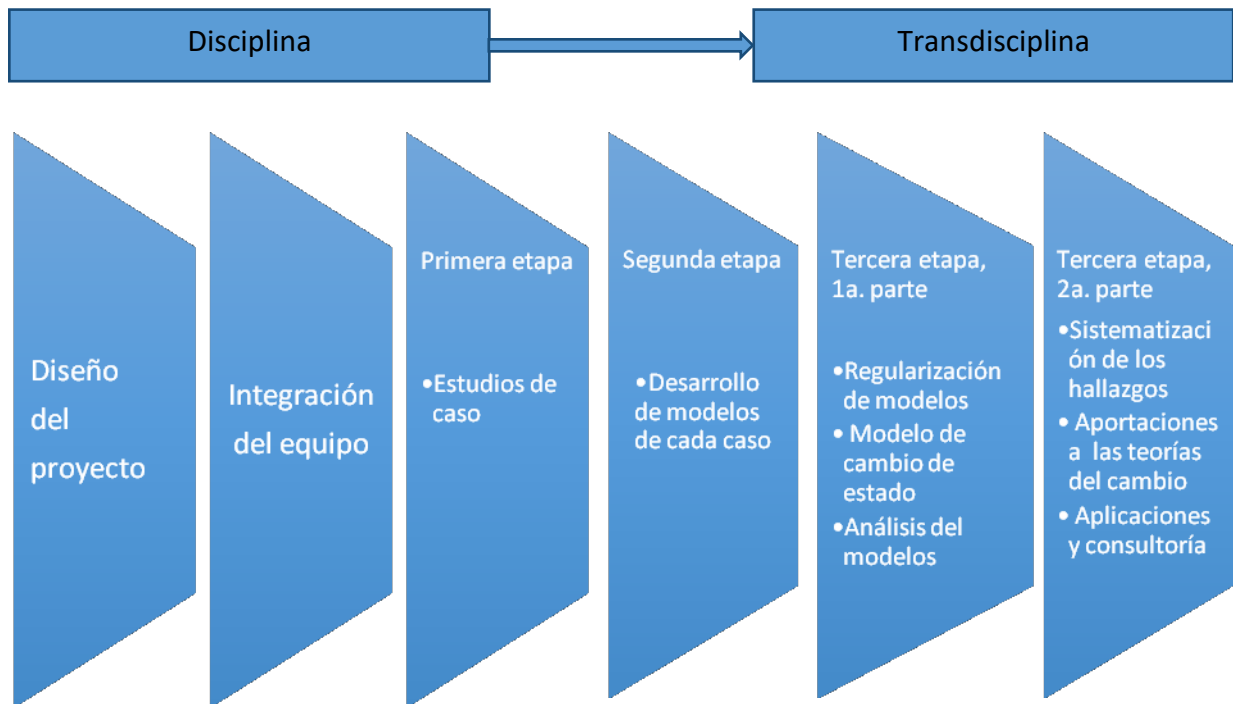 Disciplina
Transdisciplina
Diseño
del
proyecto
Integración
del equipo
Primera etapa
•Estudios de
caso
Segunda etapa
•Desarrollo
de modelos
de cada caso
Tercera etapa,
1a. parte
•Regularización
de modelos
• Modelo de
cambio de
estado
•Análisis del
modelos
Tercera etapa,
2a. parte
•Sistematizaci
ón de los
hallazgos
• Aportaciones
a las teorías
del cambio
• Aplicaciones
y consultoría